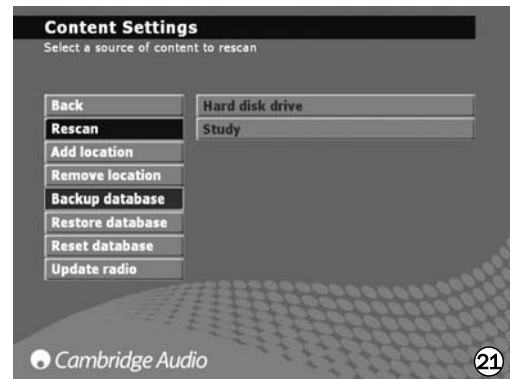 Content Settings
Select a source of content to rescan
Back
Rescan
Add location
Remove location
Backup database
Restore database
Reset database
Update radio
Hard disk drive
Study
Cambridge Audio
21